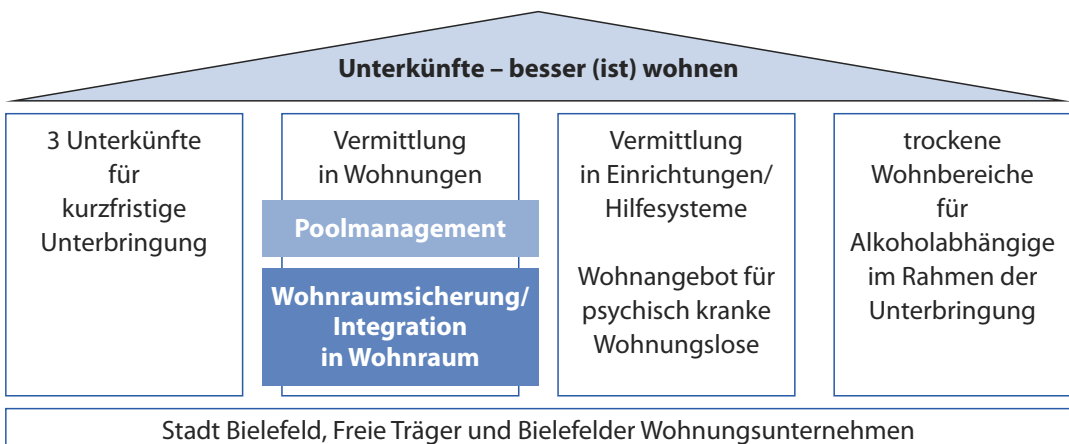 Unterkünfte – besser (ist) wohnen
3 Unterkünfte
für
kurzfristige
Unterbringung
Vermittlung
in Wohnungen
Poolmanagement
Wohnraumsicherung/
Integration
in Wohnraum
Vermittlung
in Einrichtungen/
Hilfesysteme
Wohnangebot für
psychisch kranke
Wohnungslose
trockene
Wohnbereiche
für
Alkoholabhängige
im Rahmen der
Unterbringung
Stadt Bielefeld, Freie Träger und Bielefelder Wohnungsunternehmen